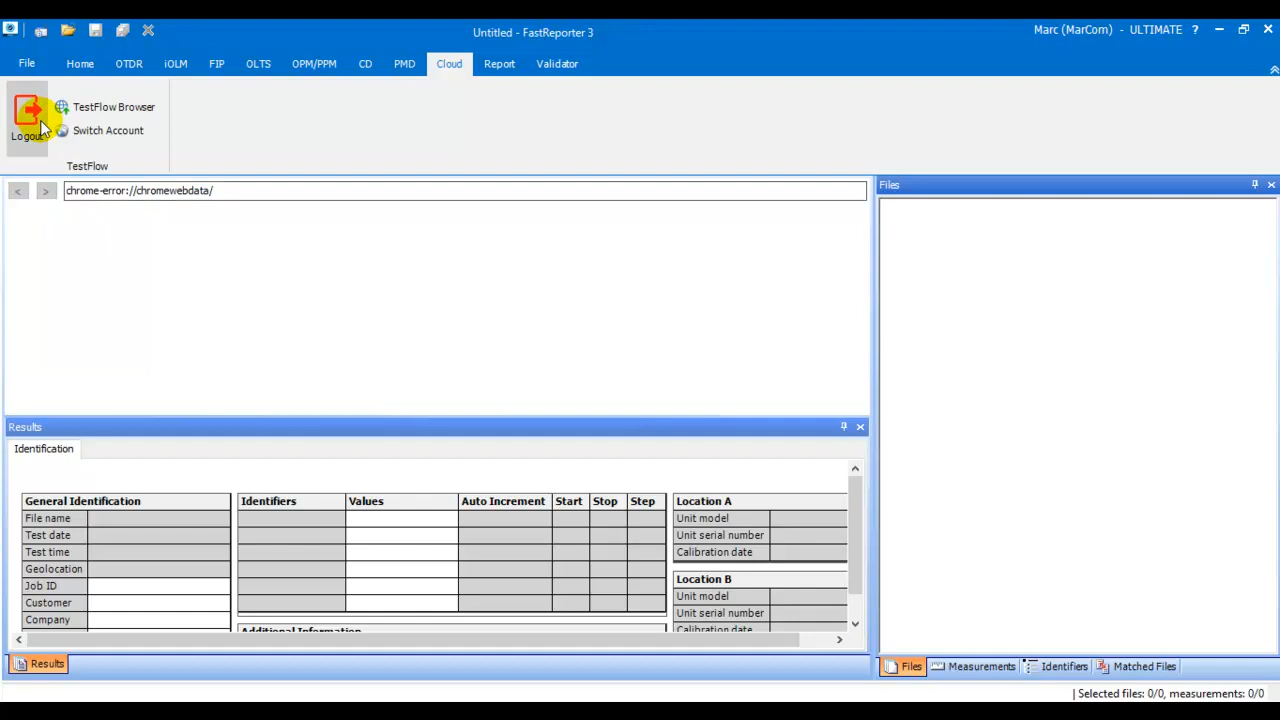 Untitled - FastReporter 3
Marc (MarCom) - ULTIMATE ?
File Home OTDR iOLM FIP OLTS OPM/PPM CD PMD Cloud Report Validator
TestFlow Browser
Logout
Switch Account
TestFlow
< > chrome-error://chromewebdata/
Files
Results
Identification
General Identification
File name
Test date
Test time
Geolocation
Job ID
Customer
Company
Identifiers Values Auto Increment Start Stop Step
Additional Information
Location A
Unit model
Unit serial number
Calibration date
Location B
Unit model
Unit serial number
Calibration date
Results
Files Measurements Identifiers Matched Files
Selected files: 0/0, measurements: 0/0